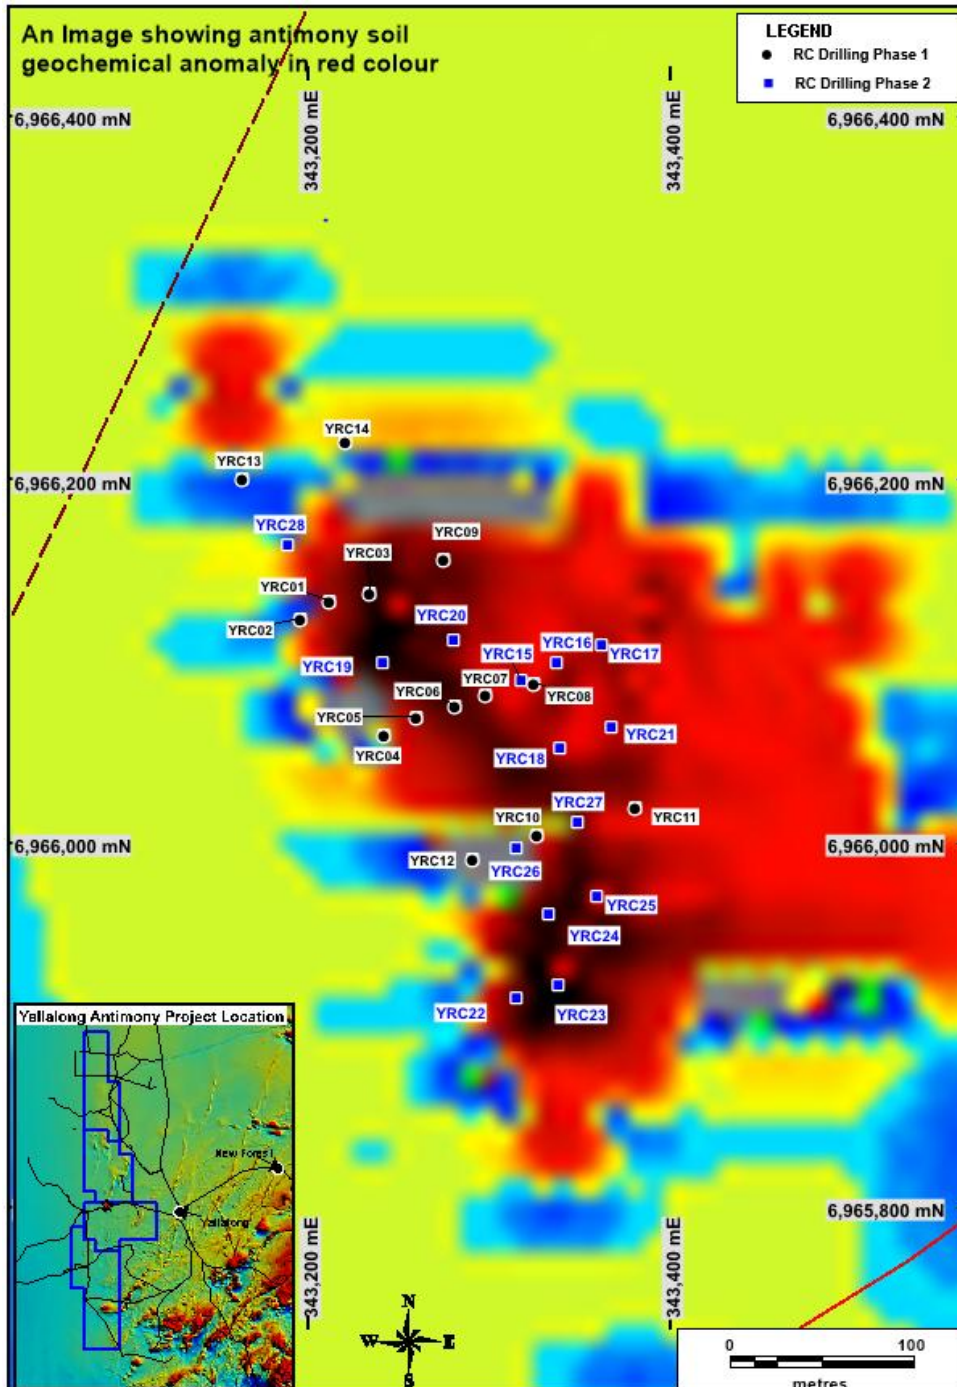 An Image showing antimony soil
geochemical anomaly in red colour
LEGEND
RC Drilling Phase 1
RC Drilling Phase 2
343,200 mE
343,400 mE
6,966,400 mN
6,966,400 mN
YRC14
YRC13
6,966,200 mN
6,966,200 mN
YRC28
YRC09
YRC03
YRC01
YRC02
YRC20
YRC16
YRC17
YRC19
YRC15
YRC07
YRC06
YRC08
YRC05
YRC04
YRC21
YRC18
YRC27
YRC11
YRC10
6,966,000 mN
6,966,000 mN
YRC12
YRC26
YRC25
YRC24
YRC22
YRC23
Yallalong Antimony Project Location
New Forest
Yallalong
6,965,800 mN
343,200 mE
343,400 mE
N
W E
S
0 100
metres